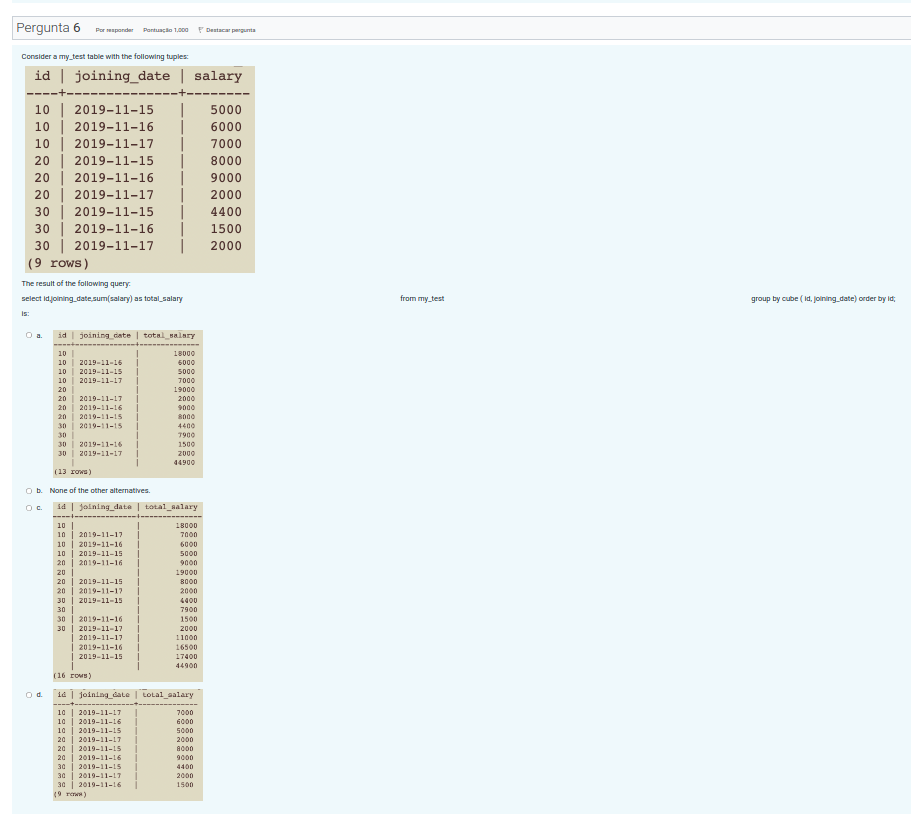 Pergunta 6 Por responder Pontuação 1,000 Destacar pergunta
Consider a my_test table with the following tuples:
id | joining_date | salary
----+--------------+--------
10 | 2019-11-15 | 5000
10 | 2019-11-16 | 6000
10 | 2019-11-17 | 7000
20 | 2019-11-15 | 8000
20 | 2019-11-16 | 9000
20 | 2019-11-17 | 2000
30 | 2019-11-15 | 4400
30 | 2019-11-16 | 1500
30 | 2019-11-17 | 2000
(9 rows)
The result of the following query:
select id,joining_date,sum(salary) as total_salary from my_test group by cube ( id, joining_date) order by id;
is:
a.
id | joining_date | total_salary
----+--------------+--------------
10 | | 18000
10 | 2019-11-16 | 6000
10 | 2019-11-15 | 5000
10 | 2019-11-17 | 7000
20 | | 19000
20 | 2019-11-17 | 2000
20 | 2019-11-16 | 9000
20 | 2019-11-15 | 8000
30 | 2019-11-15 | 4400
30 | | 7900
30 | 2019-11-16 | 1500
30 | 2019-11-17 | 2000
| | 44900
(13 rows)
b. None of the other alternatives.
c.
id | joining_date | total_salary
----+--------------+--------------
10 | | 18000
10 | 2019-11-17 | 7000
10 | 2019-11-16 | 6000
10 | 2019-11-15 | 5000
20 | 2019-11-16 | 9000
20 | | 19000
20 | 2019-11-15 | 8000
20 | 2019-11-17 | 2000
30 | 2019-11-15 | 4400
30 | | 7900
30 | 2019-11-16 | 1500
30 | 2019-11-17 | 2000
| 2019-11-17 | 11000
| 2019-11-16 | 16500
| 2019-11-15 | 17400
| | 44900
(16 rows)
d.
id | joining_date | total_salary
----+--------------+--------------
10 | 2019-11-17 | 7000
10 | 2019-11-16 | 6000
10 | 2019-11-15 | 5000
20 | 2019-11-17 | 2000
20 | 2019-11-15 | 8000
20 | 2019-11-16 | 9000
30 | 2019-11-15 | 4400
30 | 2019-11-17 | 2000
30 | 2019-11-16 | 1500
(9 rows)